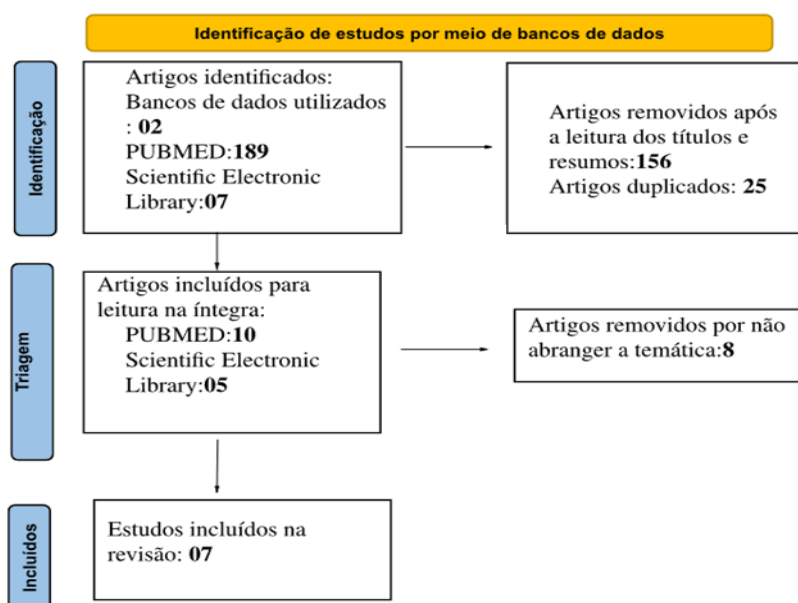 Identificação de estudos por meio de bancos de dados
Identificação
Artigos identificados:
Bancos de dados utilizados
: 02
PUBMED:189
Scientific Electronic
Library:07
Artigos removidos após
a leitura dos títulos e
resumos:156
Artigos duplicados: 25
Triagem
Artigos incluídos para
leitura na íntegra:
PUBMED:10
Scientific Electronic
Library:05
Artigos removidos por não
abranger a temática:8
Incluídos
Estudos incluídos na
revisão: 07